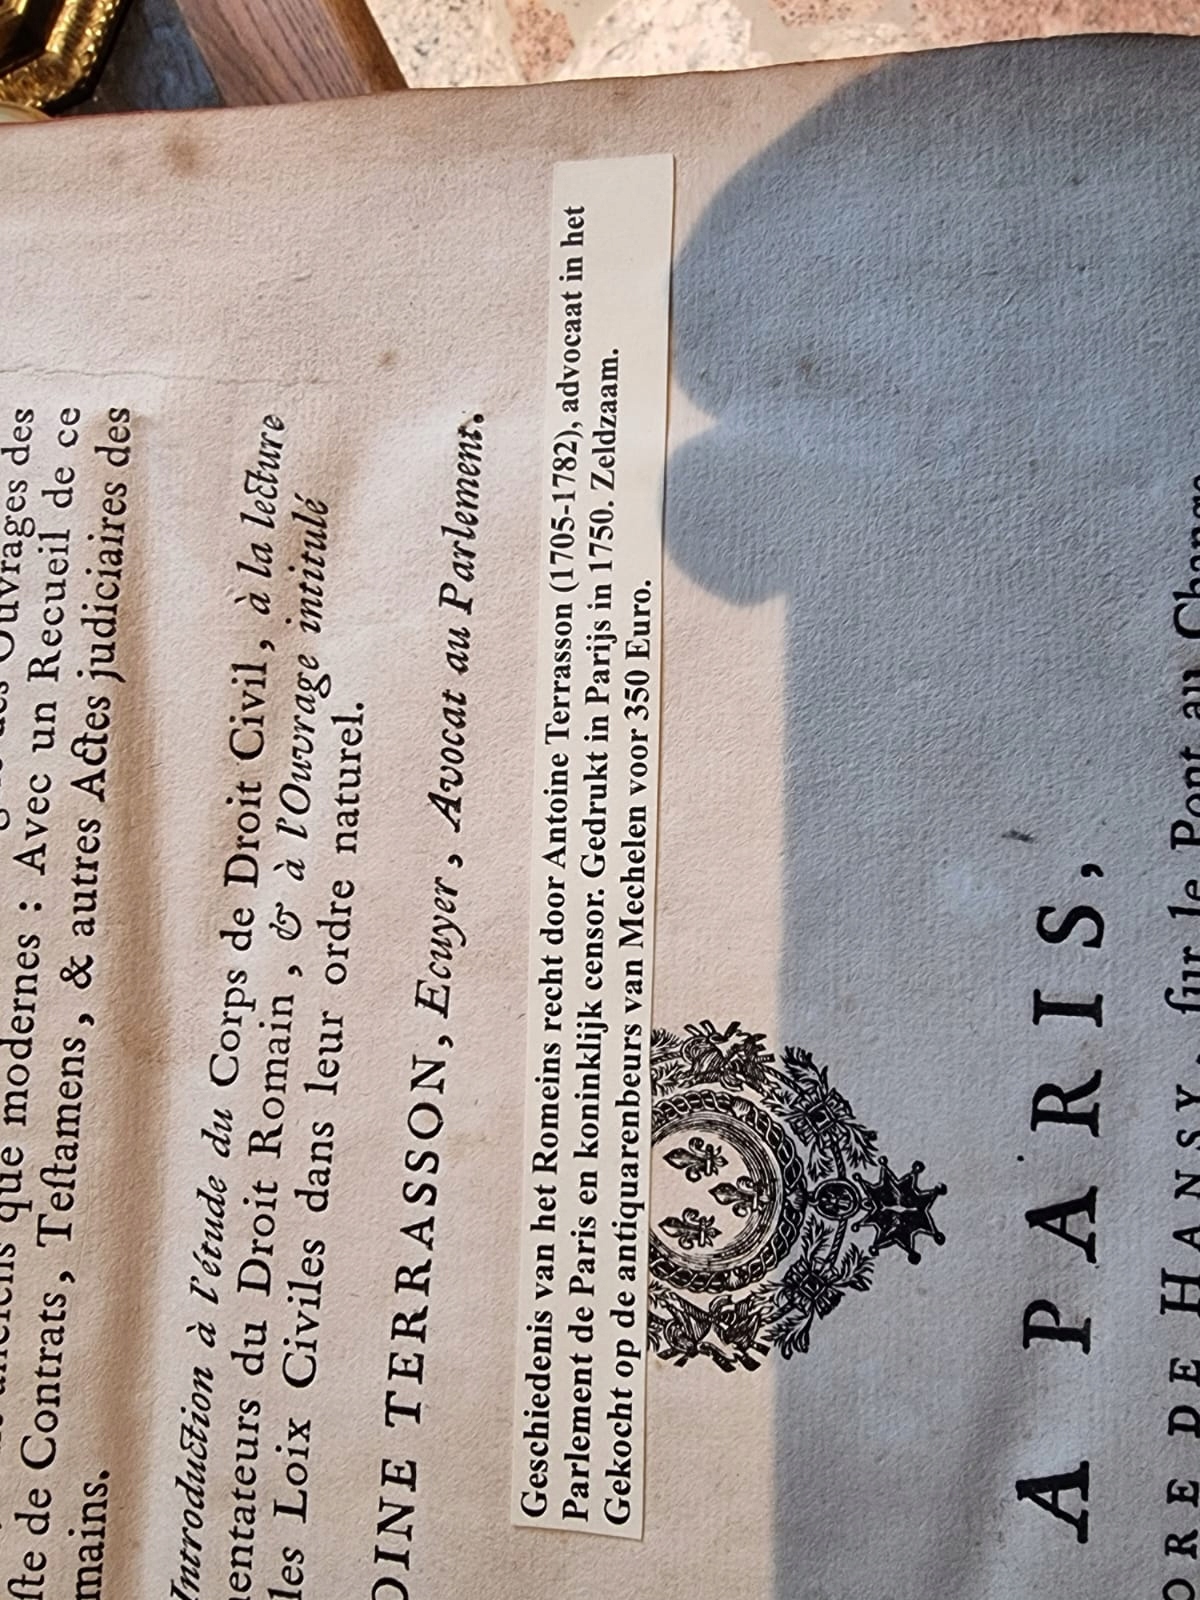 Ouvrages des
que modernes : Avec un Recueil de ce
ſte de Contrats, Teſtamens, & autres Actes judiciaires des
mains.
Introduction à l'étude du Corps de Droit Civil, à la lecture
entateurs du Droit Romain, & à l'Ouvrage intitulé
les Loix Civiles dans leur ordre naturel.
OINE TERRASSON, Ecuyer, Avocat au Parlement.
Geschiedenis van het Romeins recht door Antoine Terrasson (1705-1782), advocaat in het
Parlement de Paris en koninklijk censor. Gedrukt in Parijs in 1750. Zeldzaam.
Gekocht op de antiquarenbeurs van Mechelen voor 350 Euro.
A PARIS,
ORE DE HANSY, ſur le Pont au Change